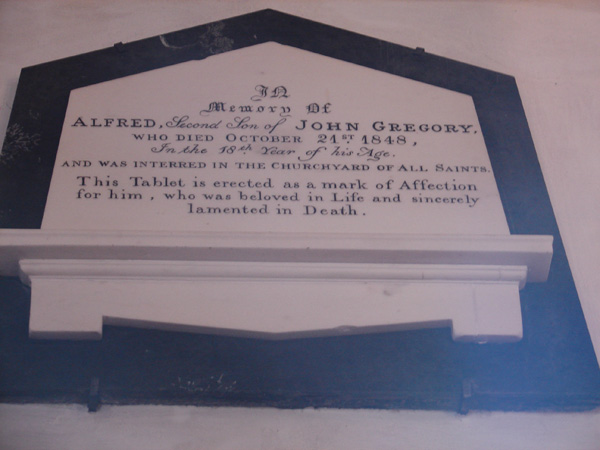 In
Memory Of
ALFRED, Second Son of JOHN GREGORY,
WHO DIED OCTOBER 21ST. 1848,
In the 18th Year of his Age.
AND WAS INTERRED IN THE CHURCHYARD OF ALL SAINTS.
This Tablet is erected as a mark of Affection
for him, who was beloved in Life and sincerely
lamented in Death.